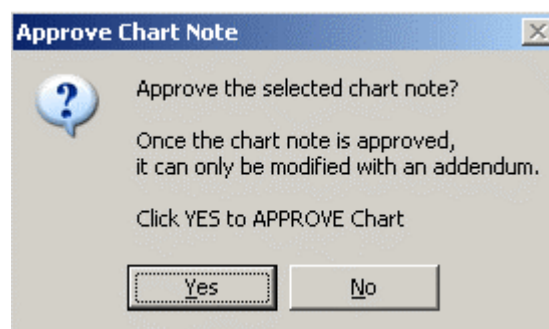 Approve Chart Note
Approve the selected chart note?
Once the chart note is approved,
it can only be modified with an addendum.
Click YES to APPROVE Chart
Yes
No